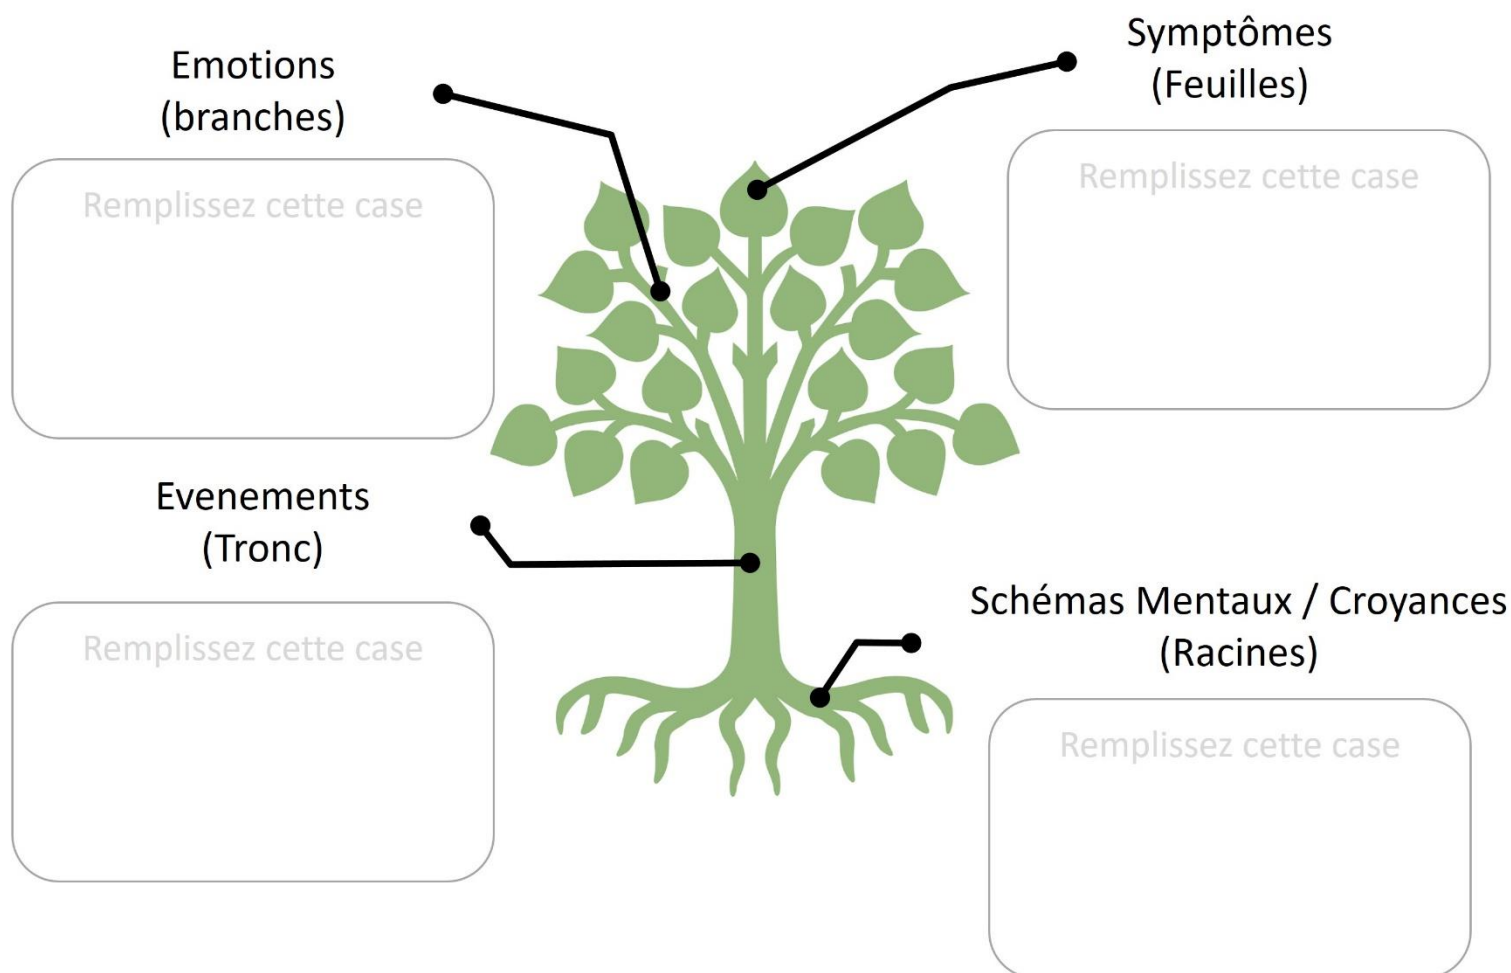 Emotions
(branches)
Remplissez cette case
Symptômes
(Feuilles)
Remplissez cette case
Evenements
(Tronc)
Remplissez cette case
Schémas Mentaux / Croyances
(Racines)
Remplissez cette case